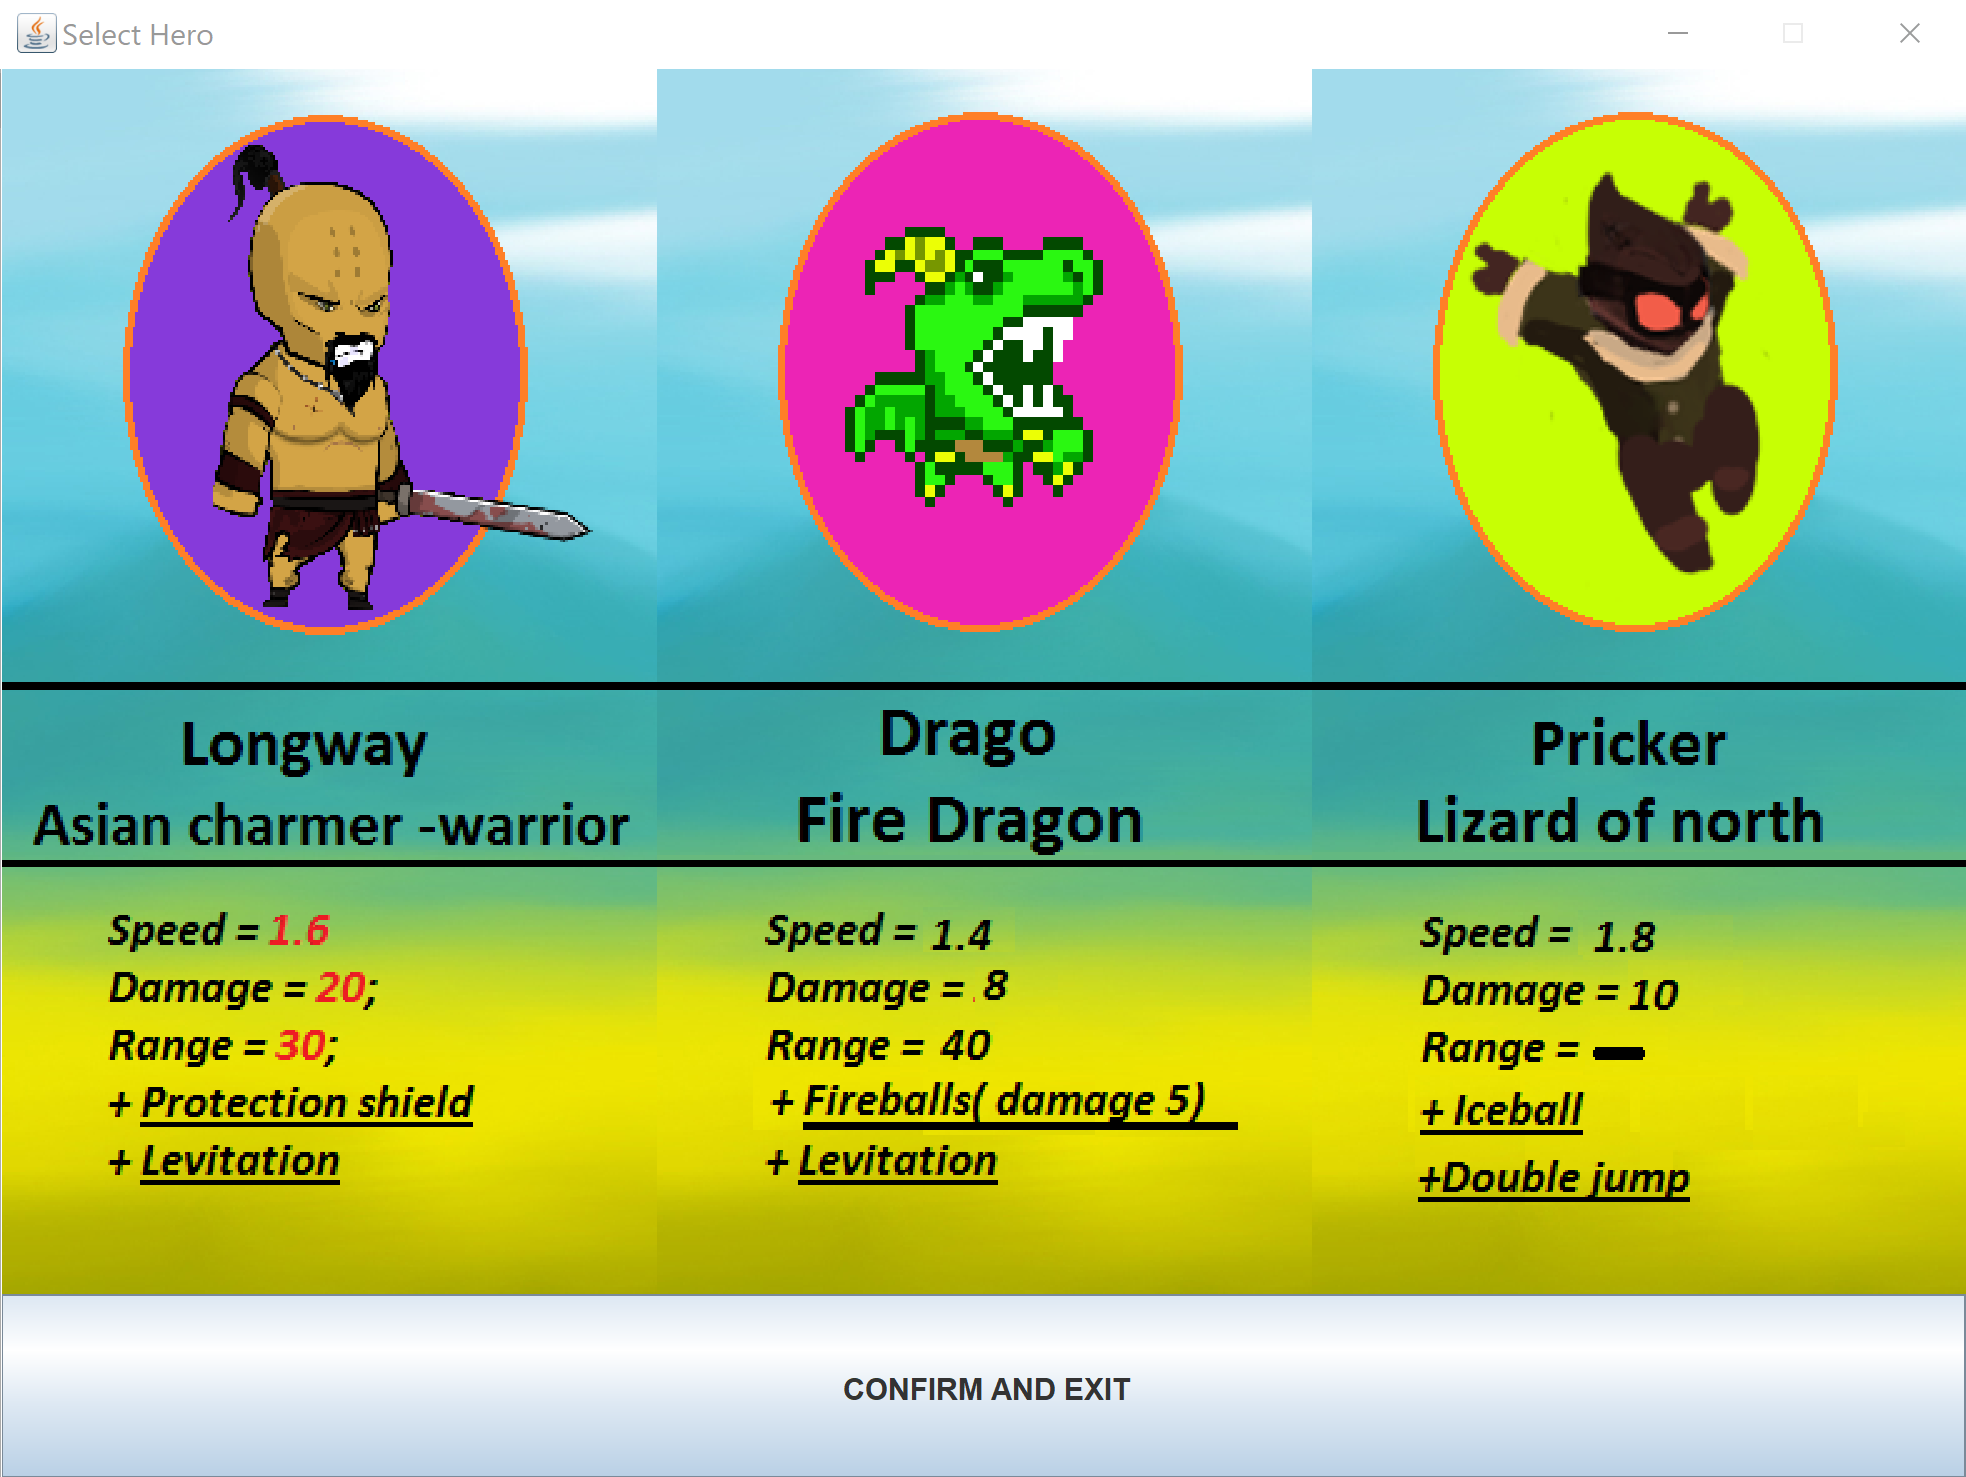 Select Hero
Longway
Asian charmer -warrior
Speed = 1.6
Damage = 20;
Range = 30;
+ Protection shield
+ Levitation
Drago
Fire Dragon
Speed = 1.4
Damage = 8
Range = 40
+ Fireballs( damage 5)
+ Levitation
Pricker
Lizard of north
Speed = 1.8
Damage = 10
Range = —
+ Iceball
+Double jump
CONFIRM AND EXIT